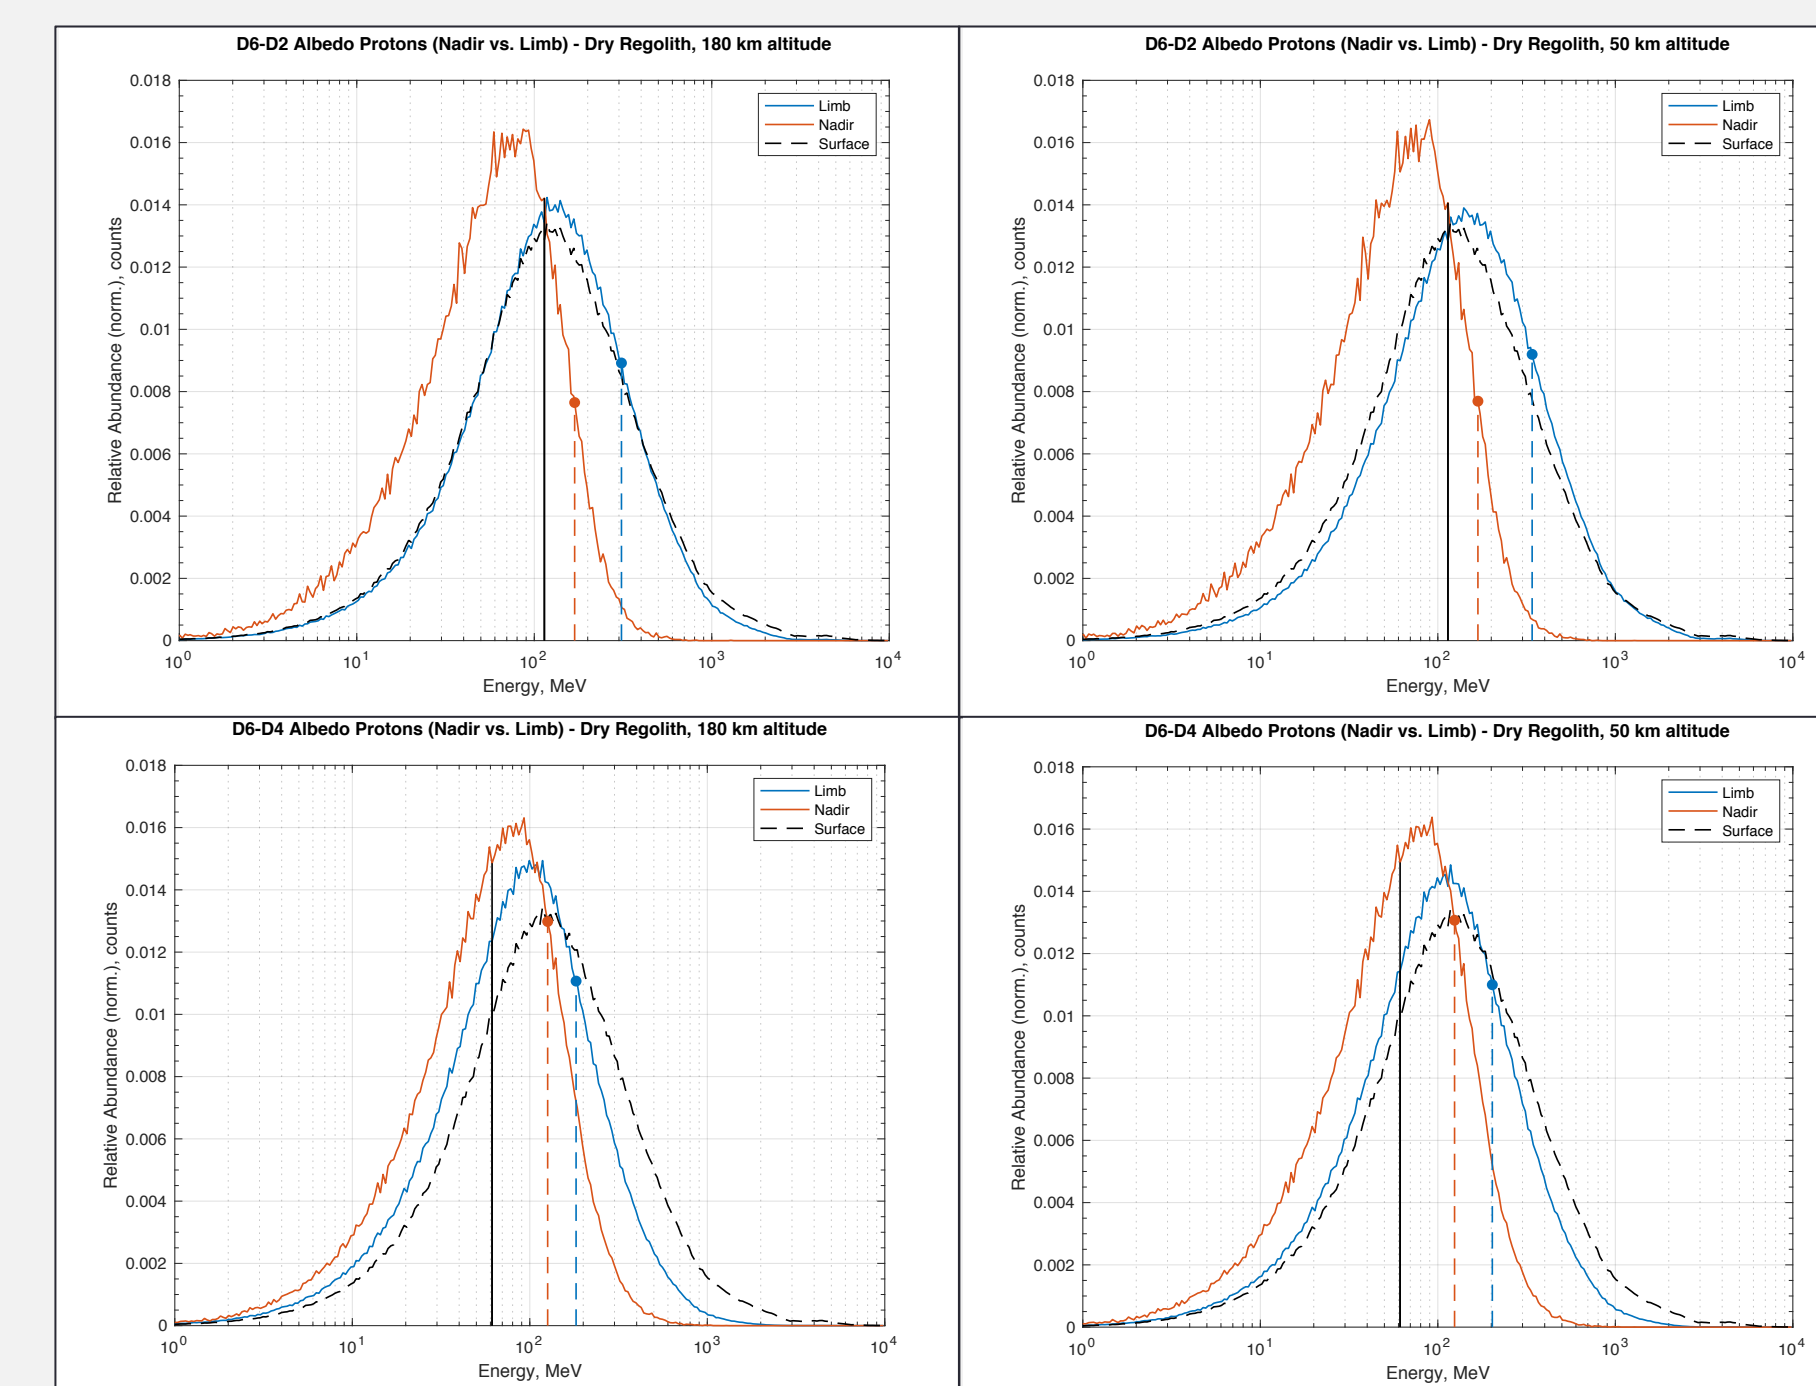 D6-D2 Albedo Protons (Nadir vs. Limb) - Dry Regolith, 180 km altitude
0.018
0.016
0.014
0.012
0.01
0.008
0.006
0.004
0.002
0
Relative Abundance (norm.), counts
Limb
Nadir
Surface
10^0 10^1 10^2 10^3 10^4
Energy, MeV
D6-D2 Albedo Protons (Nadir vs. Limb) - Dry Regolith, 50 km altitude
0.018
0.016
0.014
0.012
0.01
0.008
0.006
0.004
0.002
0
Relative Abundance (norm.), counts
Limb
Nadir
Surface
10^0 10^1 10^2 10^3 10^4
Energy, MeV
D6-D4 Albedo Protons (Nadir vs. Limb) - Dry Regolith, 180 km altitude
0.018
0.016
0.014
0.012
0.01
0.008
0.006
0.004
0.002
0
Relative Abundance (norm.), counts
Limb
Nadir
Surface
10^0 10^1 10^2 10^3 10^4
Energy, MeV
D6-D4 Albedo Protons (Nadir vs. Limb) - Dry Regolith, 50 km altitude
0.018
0.016
0.014
0.012
0.01
0.008
0.006
0.004
0.002
0
Relative Abundance (norm.), counts
Limb
Nadir
Surface
10^0 10^1 10^2 10^3 10^4
Energy, MeV